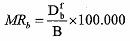 MR_b = D_b^f / B × 100.000